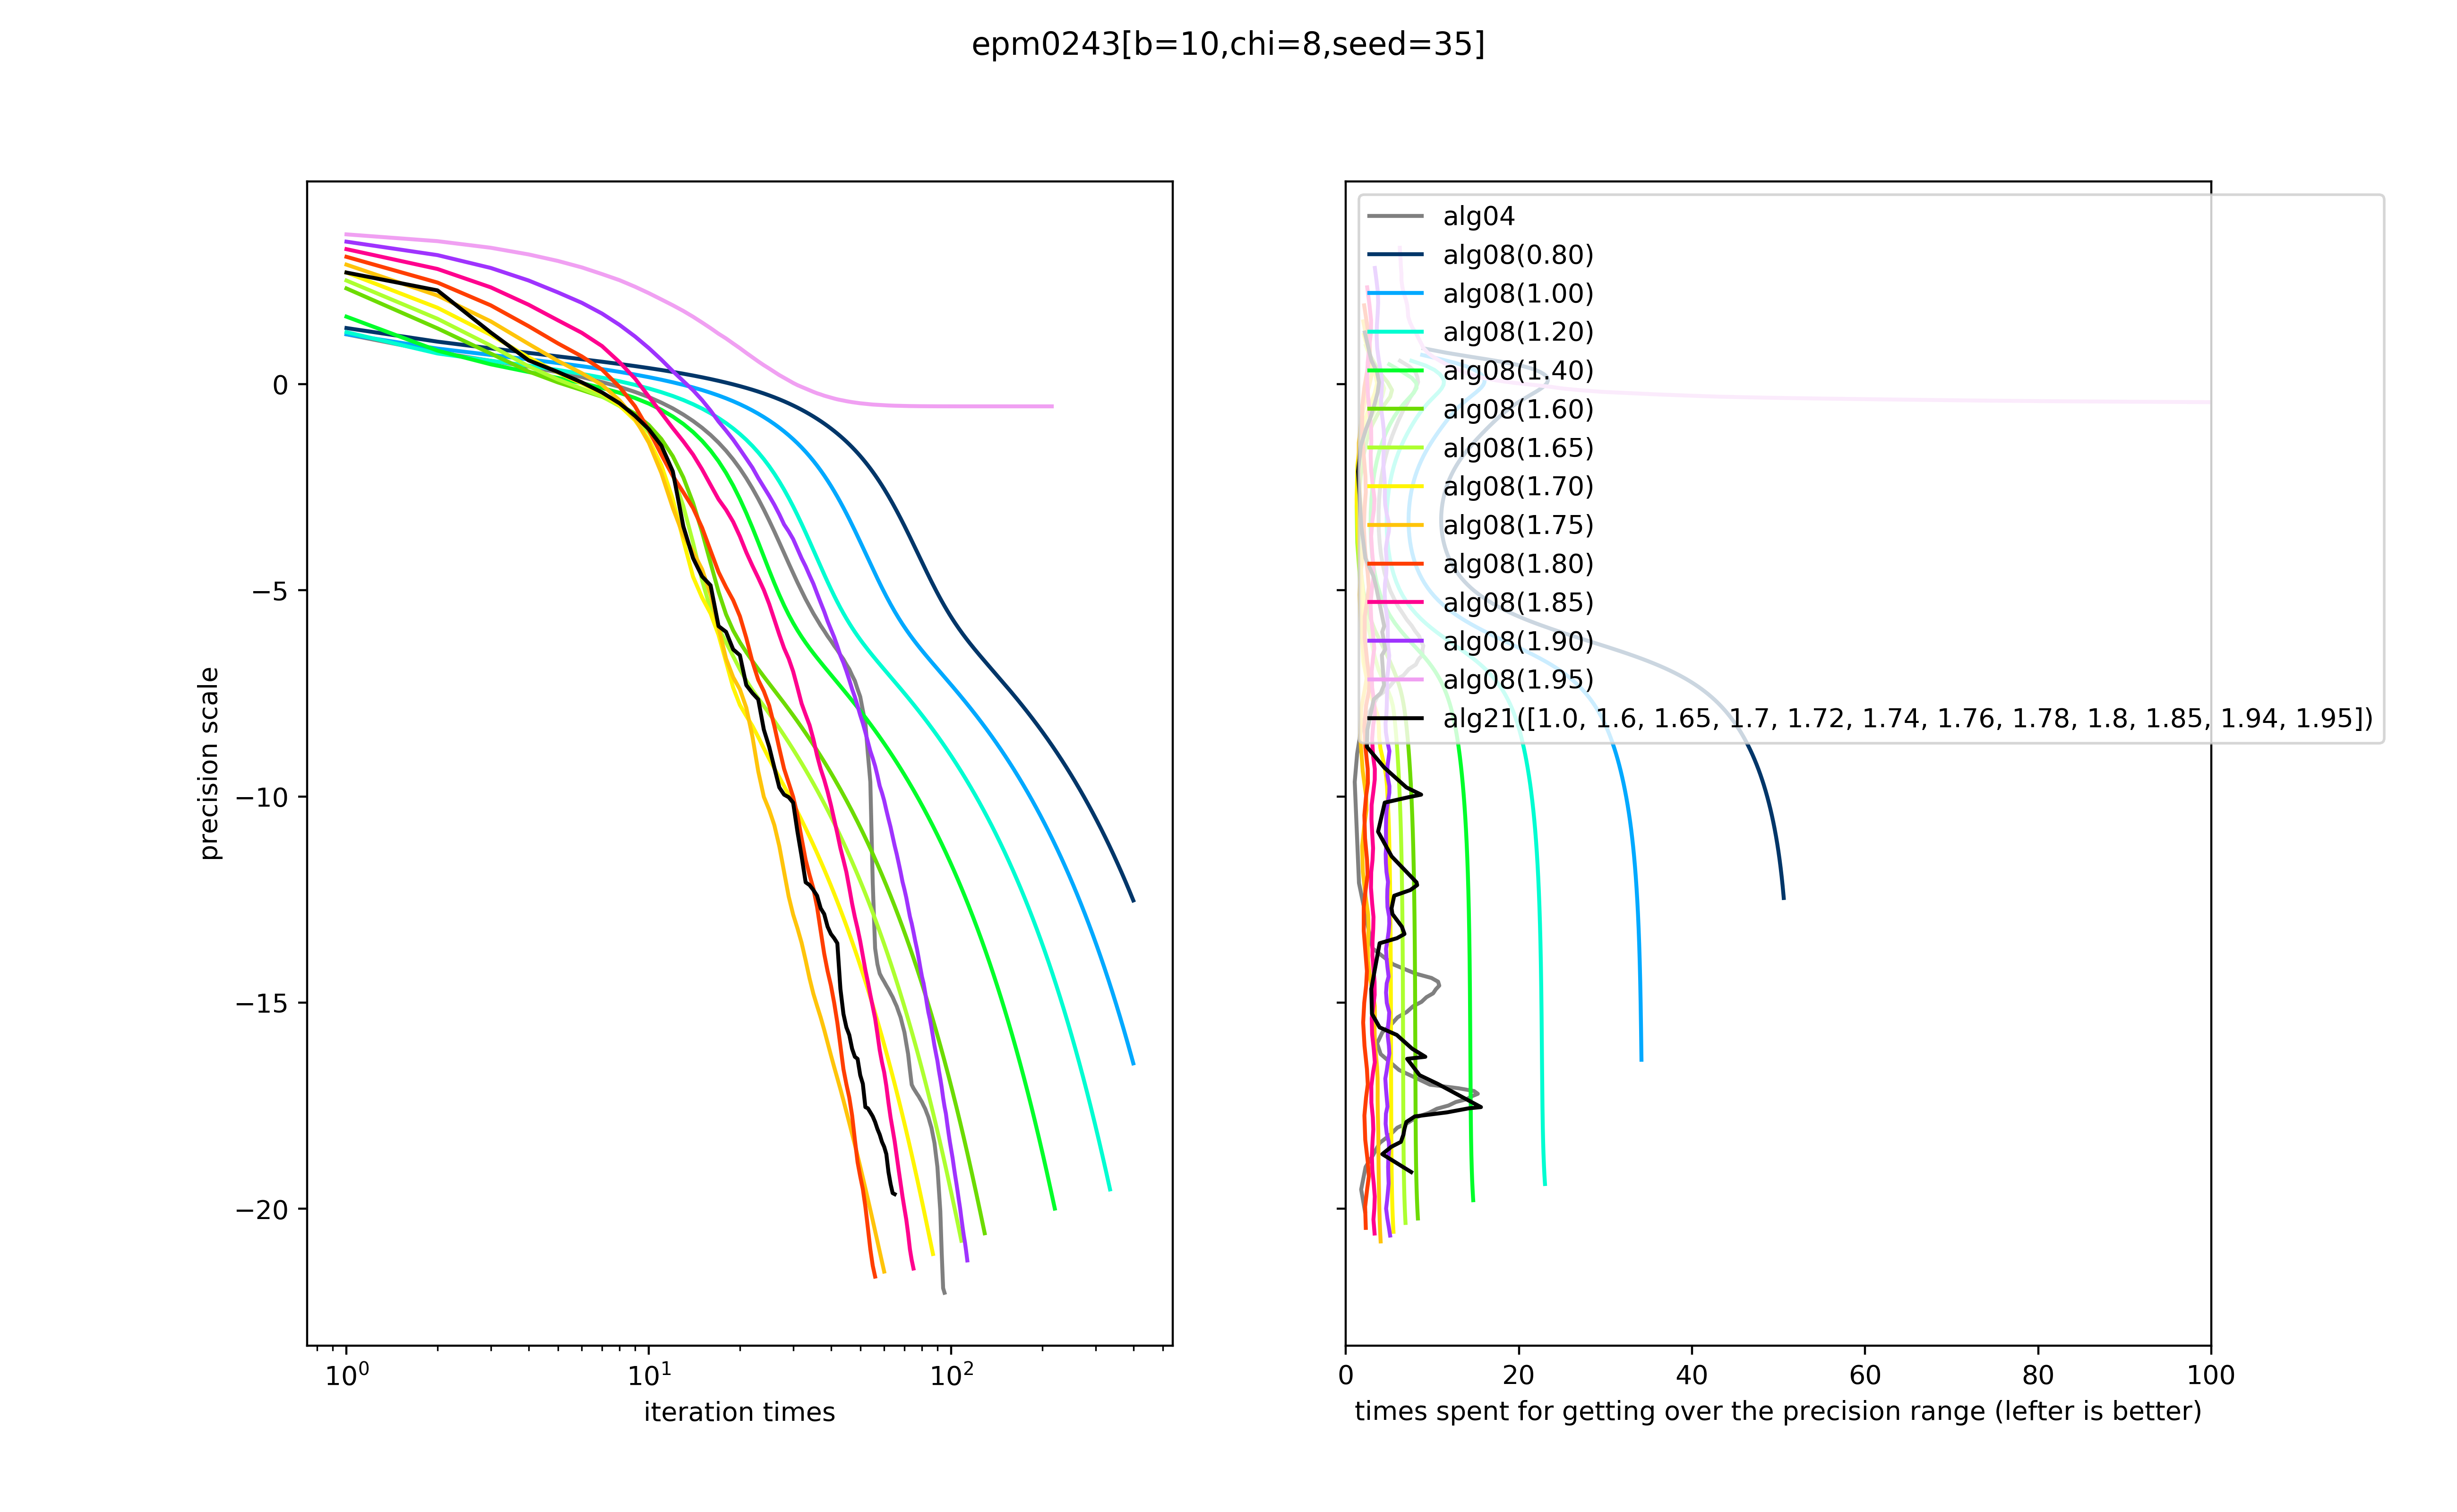 epm0243[b=10,chi=8,seed=35]
precision scale
0
−5
−10
−15
−20
10⁰ 10¹ 10²
iteration times
alg04
alg08(0.80)
alg08(1.00)
alg08(1.20)
alg08(1.40)
alg08(1.60)
alg08(1.65)
alg08(1.70)
alg08(1.75)
alg08(1.80)
alg08(1.85)
alg08(1.90)
alg08(1.95)
alg21([1.0, 1.6, 1.65, 1.7, 1.72, 1.74, 1.76, 1.78, 1.8, 1.85, 1.94, 1.95])
0 20 40 60 80 100
times spent for getting over the precision range (lefter is better)